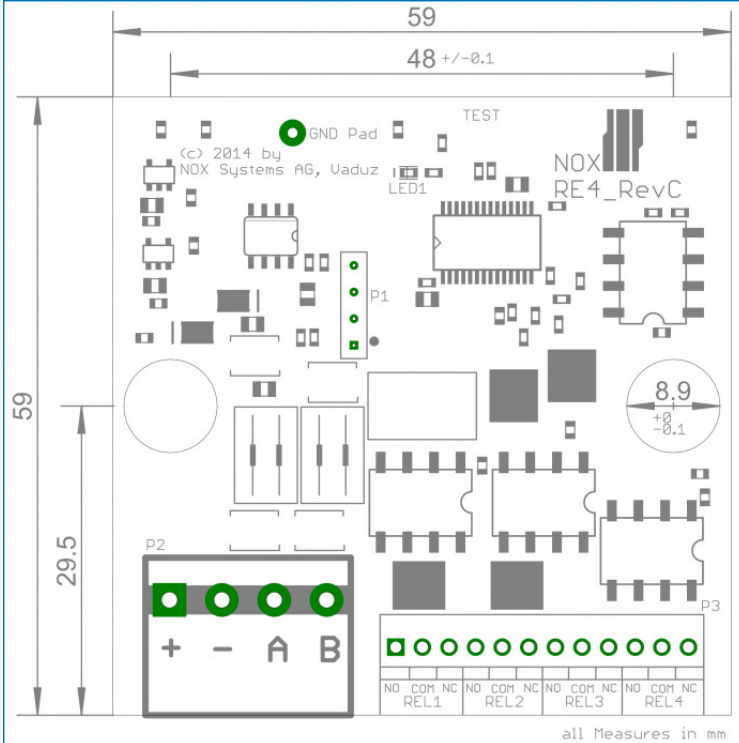 59
48 +/-0.1
TEST
GND Pad
(c) 2014 by
NOX Systems AG, Vaduz
LED1
NOX
RE4_RevC
P1
59
8.9
+0
-0.1
29.5
P2
P3
+ - A B
NO COM NC NO COM NC NO COM NC NO COM NC
REL1 REL2 REL3 REL4
all Measures in mm